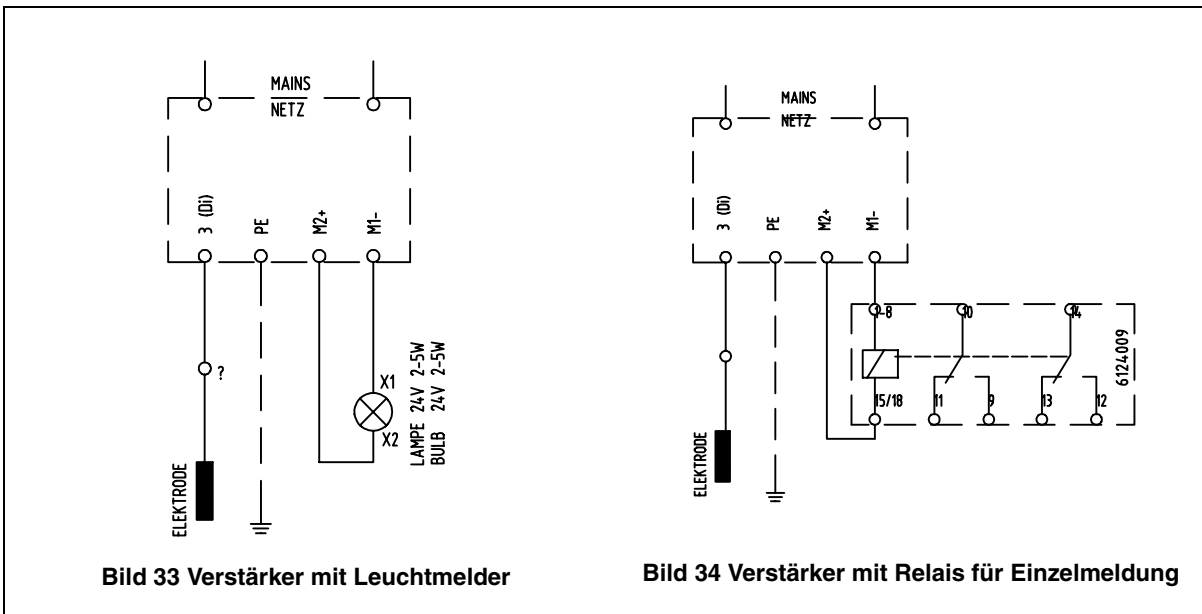 MAINS
NETZ
3 (Di)
PE
M2+
M1-
?
X1
X2
LAMPE 24V 2-5W
BULB 24V 2-5W
ELEKTRODE
Bild 33 Verstärker mit Leuchtmelder
MAINS
NETZ
3 (Di)
PE
M2+
M1-
1-8
10
14
6124009
15/18
11
9
13
12
ELEKTRODE
Bild 34 Verstärker mit Relais für Einzelmeldung